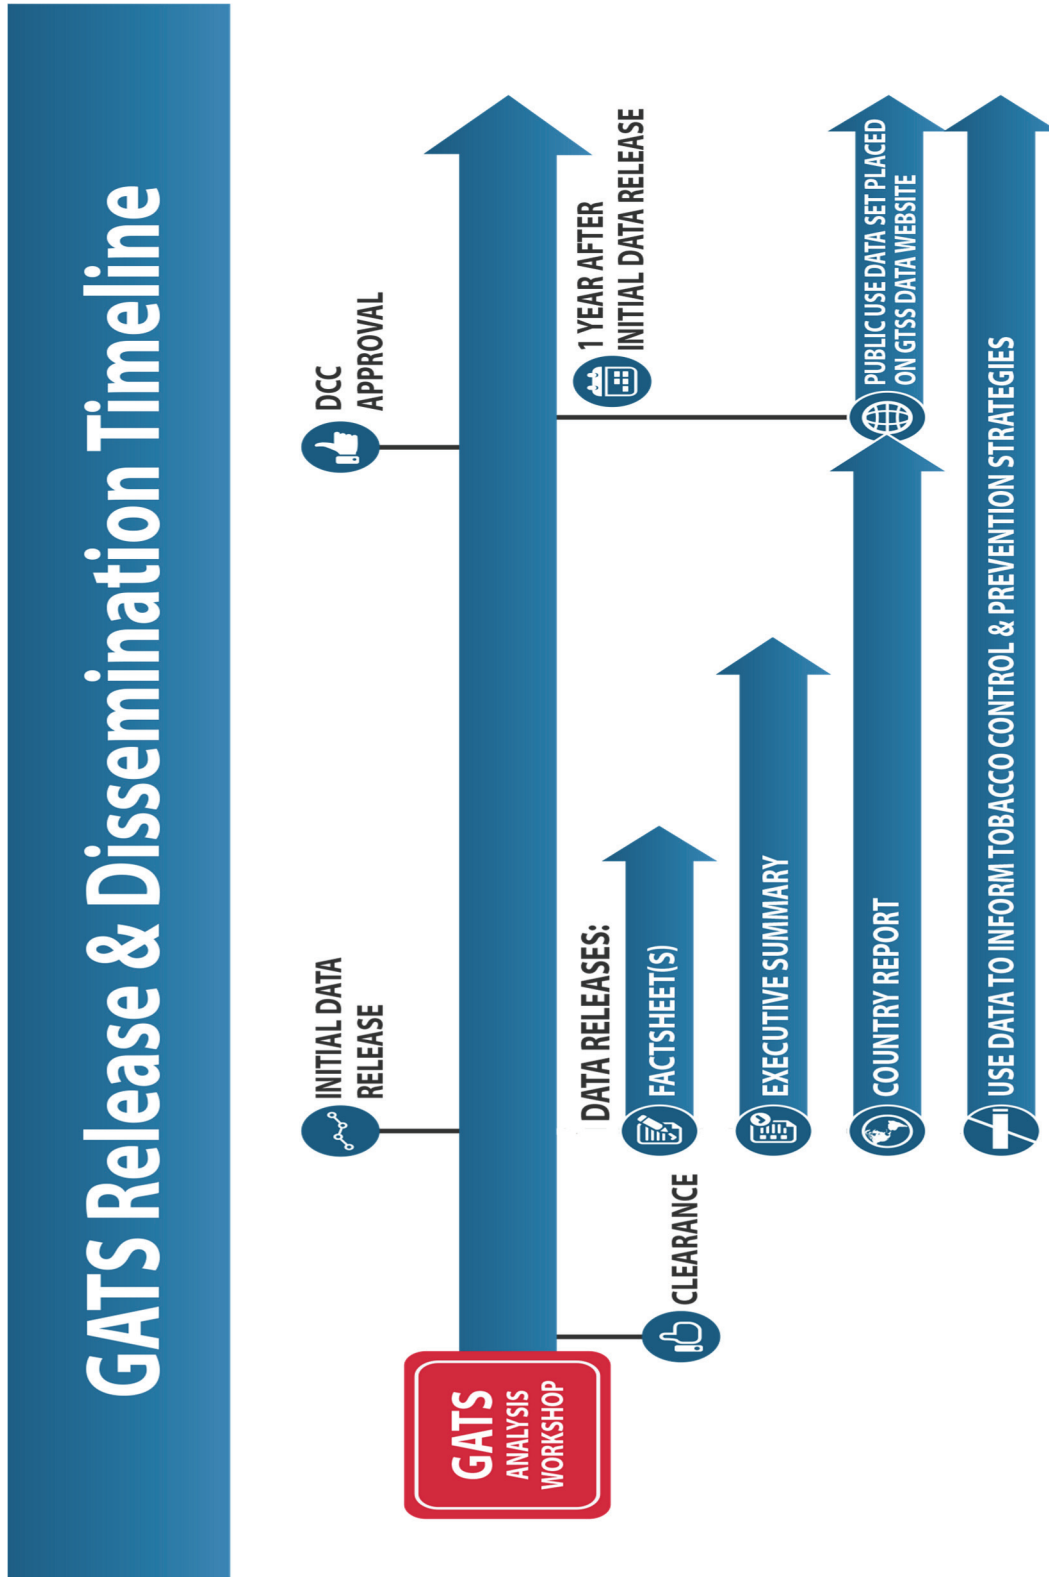 GATS Release & Dissemination Timeline
INITIAL DATA
RELEASE
DCC
APPROVAL
GATS
ANALYSIS
WORKSHOP
CLEARANCE
1 YEAR AFTER
INITIAL DATA RELEASE
DATA RELEASES:
FACTSHEET(S)
EXECUTIVE SUMMARY
COUNTRY REPORT
PUBLIC USE DATA SET PLACED
ON GTSS DATA WEBSITE
USE DATA TO INFORM TOBACCO CONTROL & PREVENTION STRATEGIES